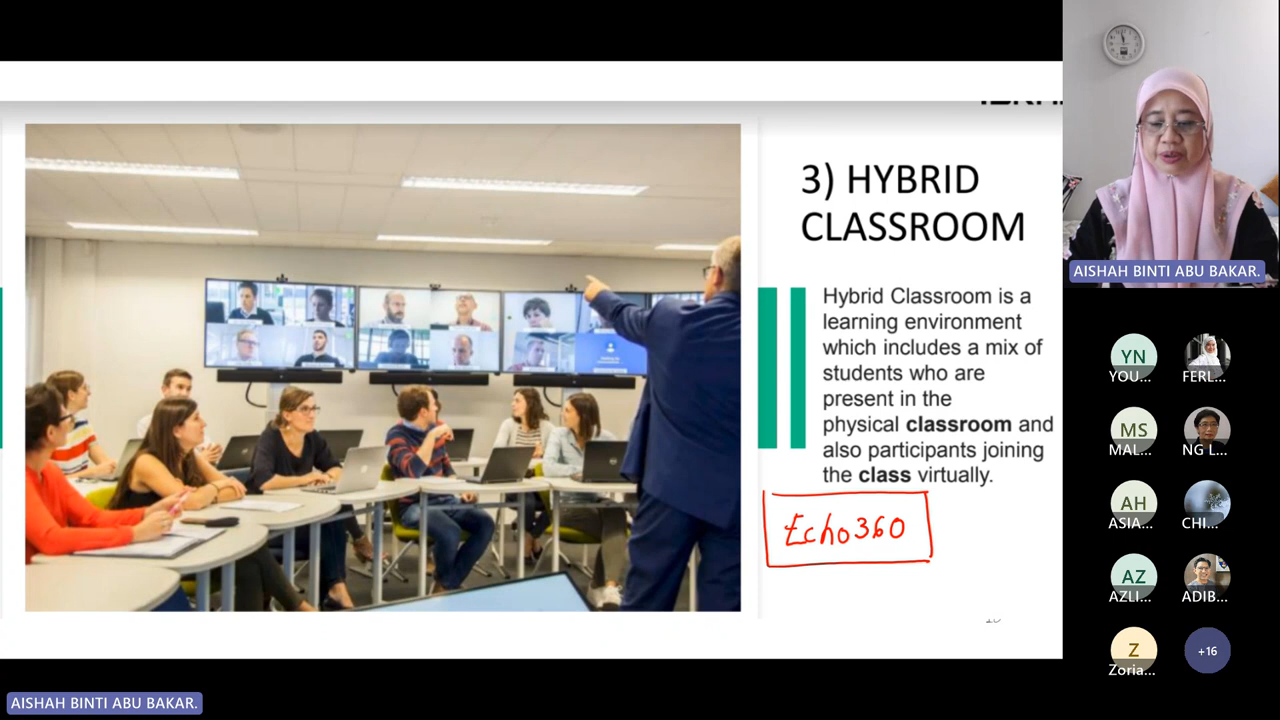 3) HYBRID
CLASSROOM
Hybrid Classroom is a
learning environment
which includes a mix of
students who are
present in the
physical classroom and
also participants joining
the class virtually.
Echo360
AISHAH BINTI ABU BAKAR.
YN
YOU...
FERL...
MS
MAL...
NG L...
AH
ASIA...
CHI...
AZ
AZLI...
ADIB...
Z
Zoria...
+16
AISHAH BINTI ABU BAKAR.